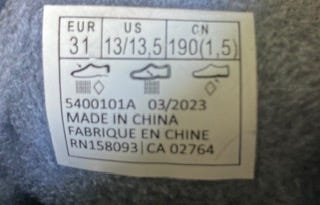 EUR US CN
31 13/13,5 190(1,5)
5400101A 03/2023
MADE IN CHINA
FABRIQUE EN CHINE
RN158093|CA 02764